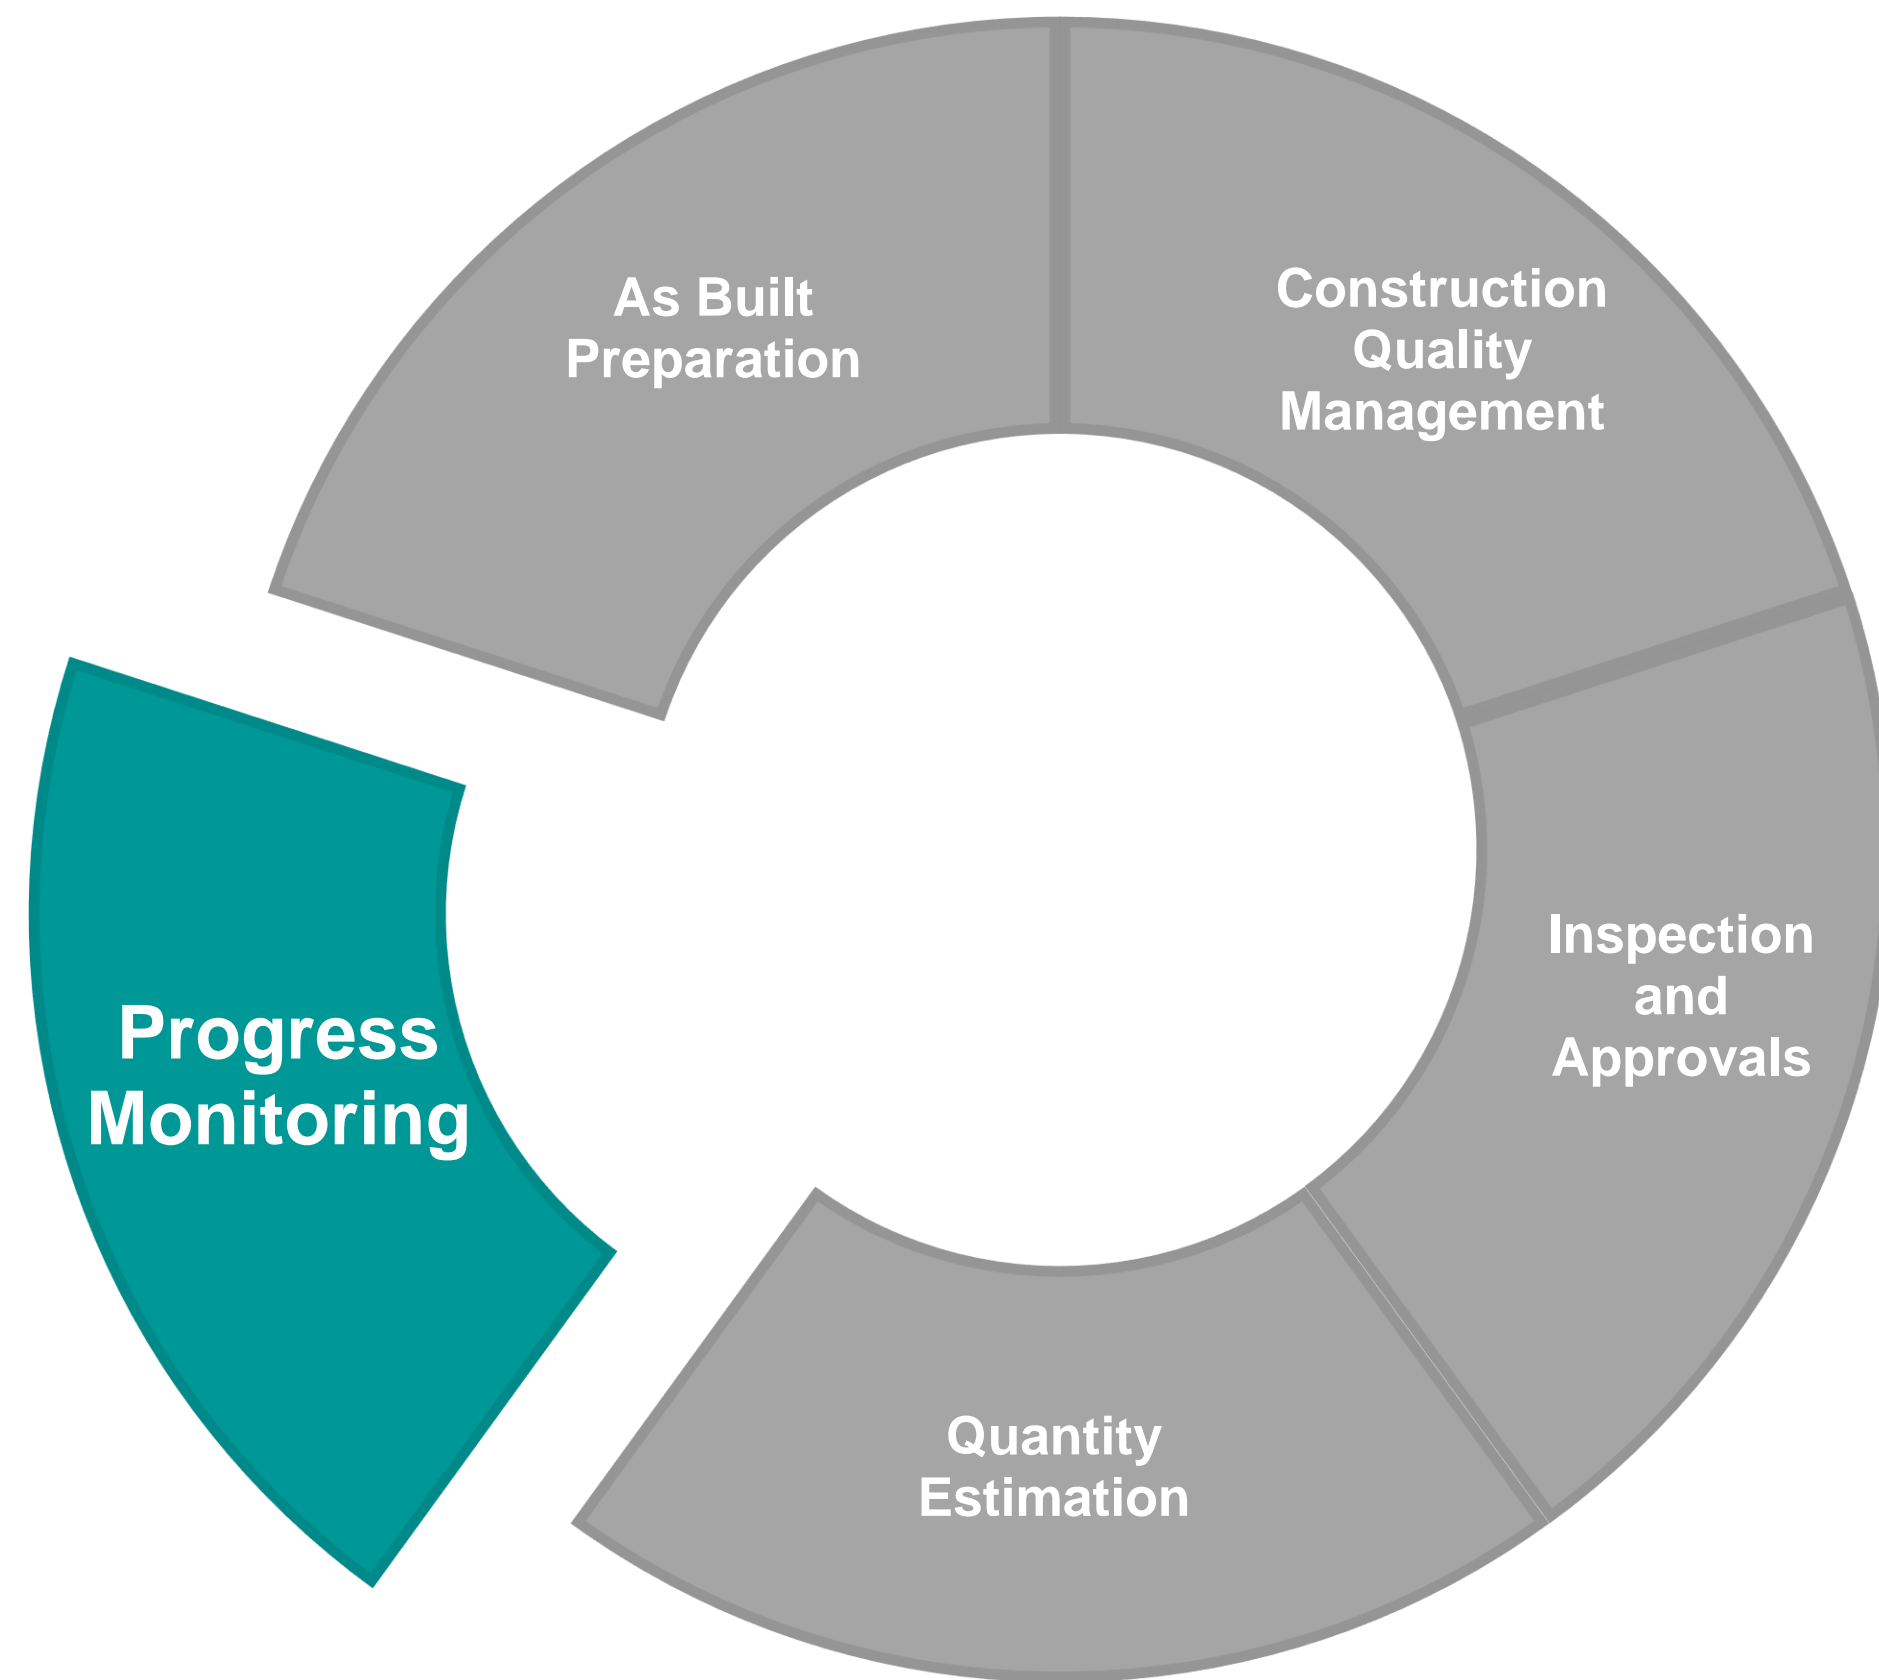 As Built
Preparation
Construction
Quality
Management
Inspection
and
Approvals
Progress
Monitoring
Quantity
Estimation